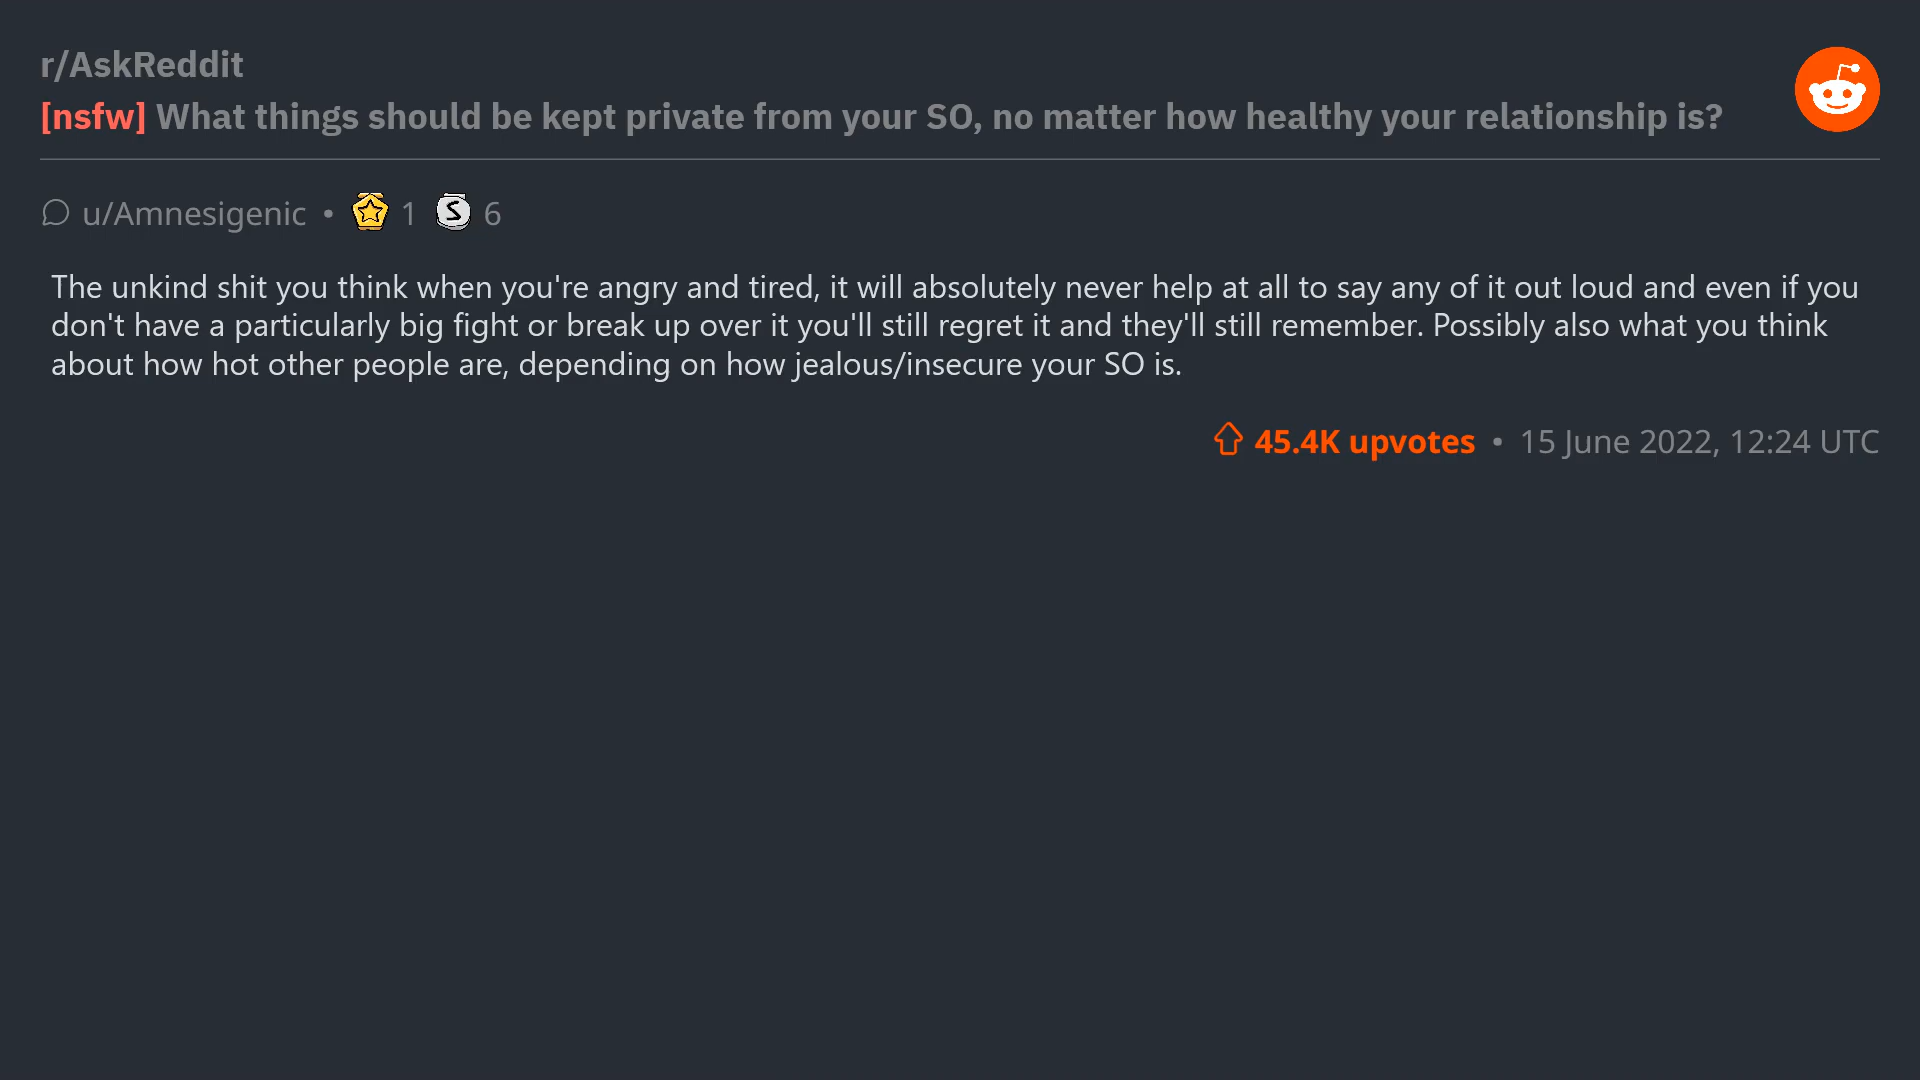 r/AskReddit
[nsfw] What things should be kept private from your SO, no matter how healthy your relationship is?
u/Amnesigenic • 1 S 6
The unkind shit you think when you're angry and tired, it will absolutely never help at all to say any of it out loud and even if you
don't have a particularly big fight or break up over it you'll still regret it and they'll still remember. Possibly also what you think
about how hot other people are, depending on how jealous/insecure your SO is.
45.4K upvotes • 15 June 2022, 12:24 UTC